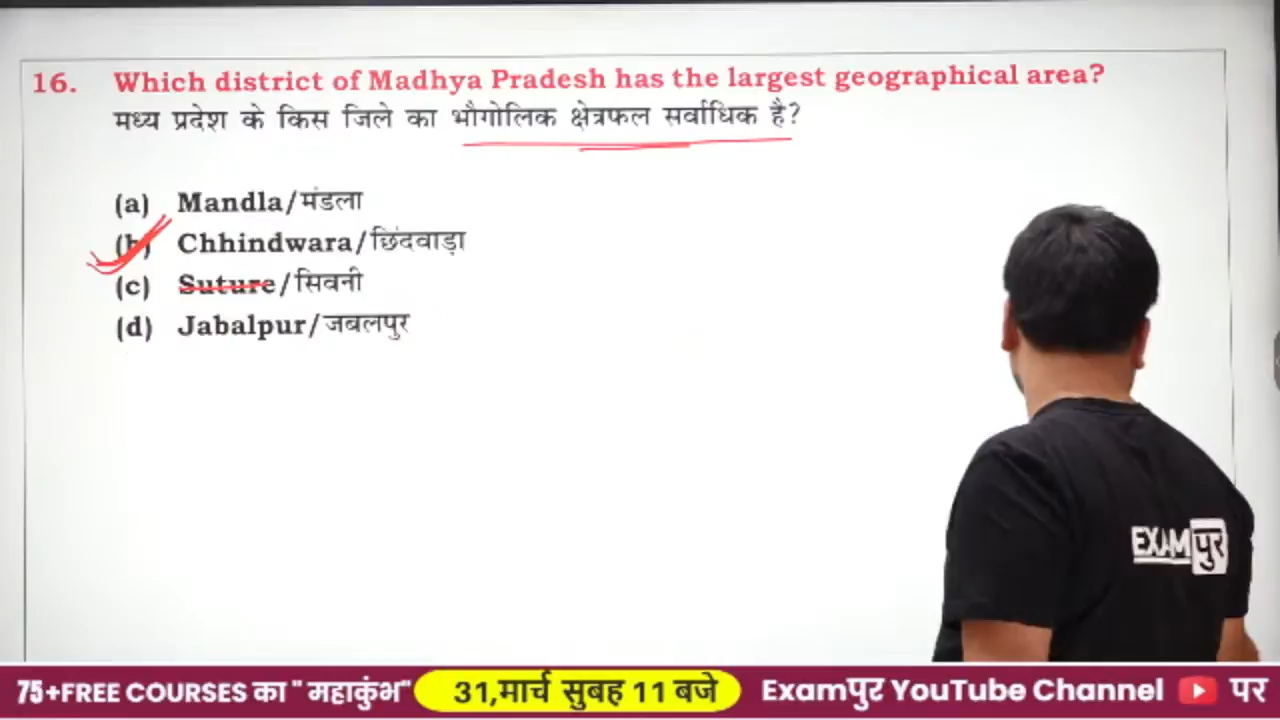 16. Which district of Madhya Pradesh has the largest geographical area?
मध्य प्रदेश के किस जिले का भौगोलिक क्षेत्रफल सर्वाधिक है?
(a) Mandla/मंडला
(b) Chhindwara/छिंदवाड़ा
(c) Suture/सिवनी
(d) Jabalpur/जबलपुर
EXAMपुर
75+FREE COURSES का " महाकुंभ" 31,मार्च सुबह 11 बजे Examपुर YouTube Channel पर